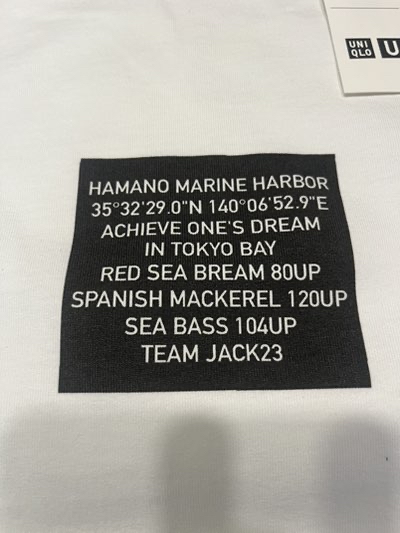 UNI
QLO
U
HAMANO MARINE HARBOR
35°32'29.0"N 140°06'52.9"E
ACHIEVE ONE'S DREAM
IN TOKYO BAY
RED SEA BREAM 80UP
SPANISH MACKEREL 120UP
SEA BASS 104UP
TEAM JACK23